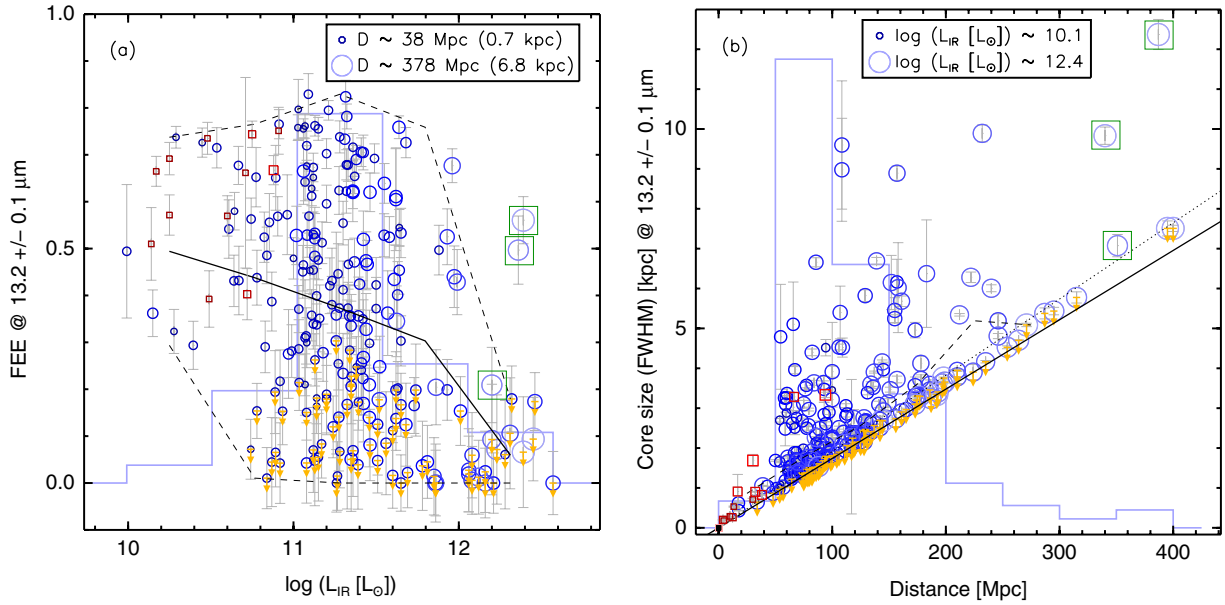 (a)
D ~ 38 Mpc (0.7 kpc)
D ~ 378 Mpc (6.8 kpc)
1.0
0.5
0.0
FEE @ 13.2 +/- 0.1 μm
10 11 12
log (L_IR [L_⊙])
(b)
log (L_IR [L_⊙]) ~ 10.1
log (L_IR [L_⊙]) ~ 12.4
10
5
0
Core size (FWHM) [kpc] @ 13.2 +/- 0.1 μm
0 100 200 300 400
Distance [Mpc]